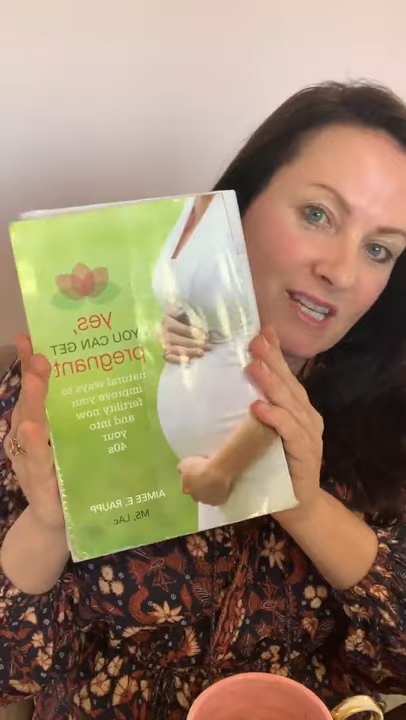 yes,
YOU CAN GET
pregnant
natural ways to
improve your
fertility now
and into
your
40s
AIMEE E. RAUPP
MS, LAc